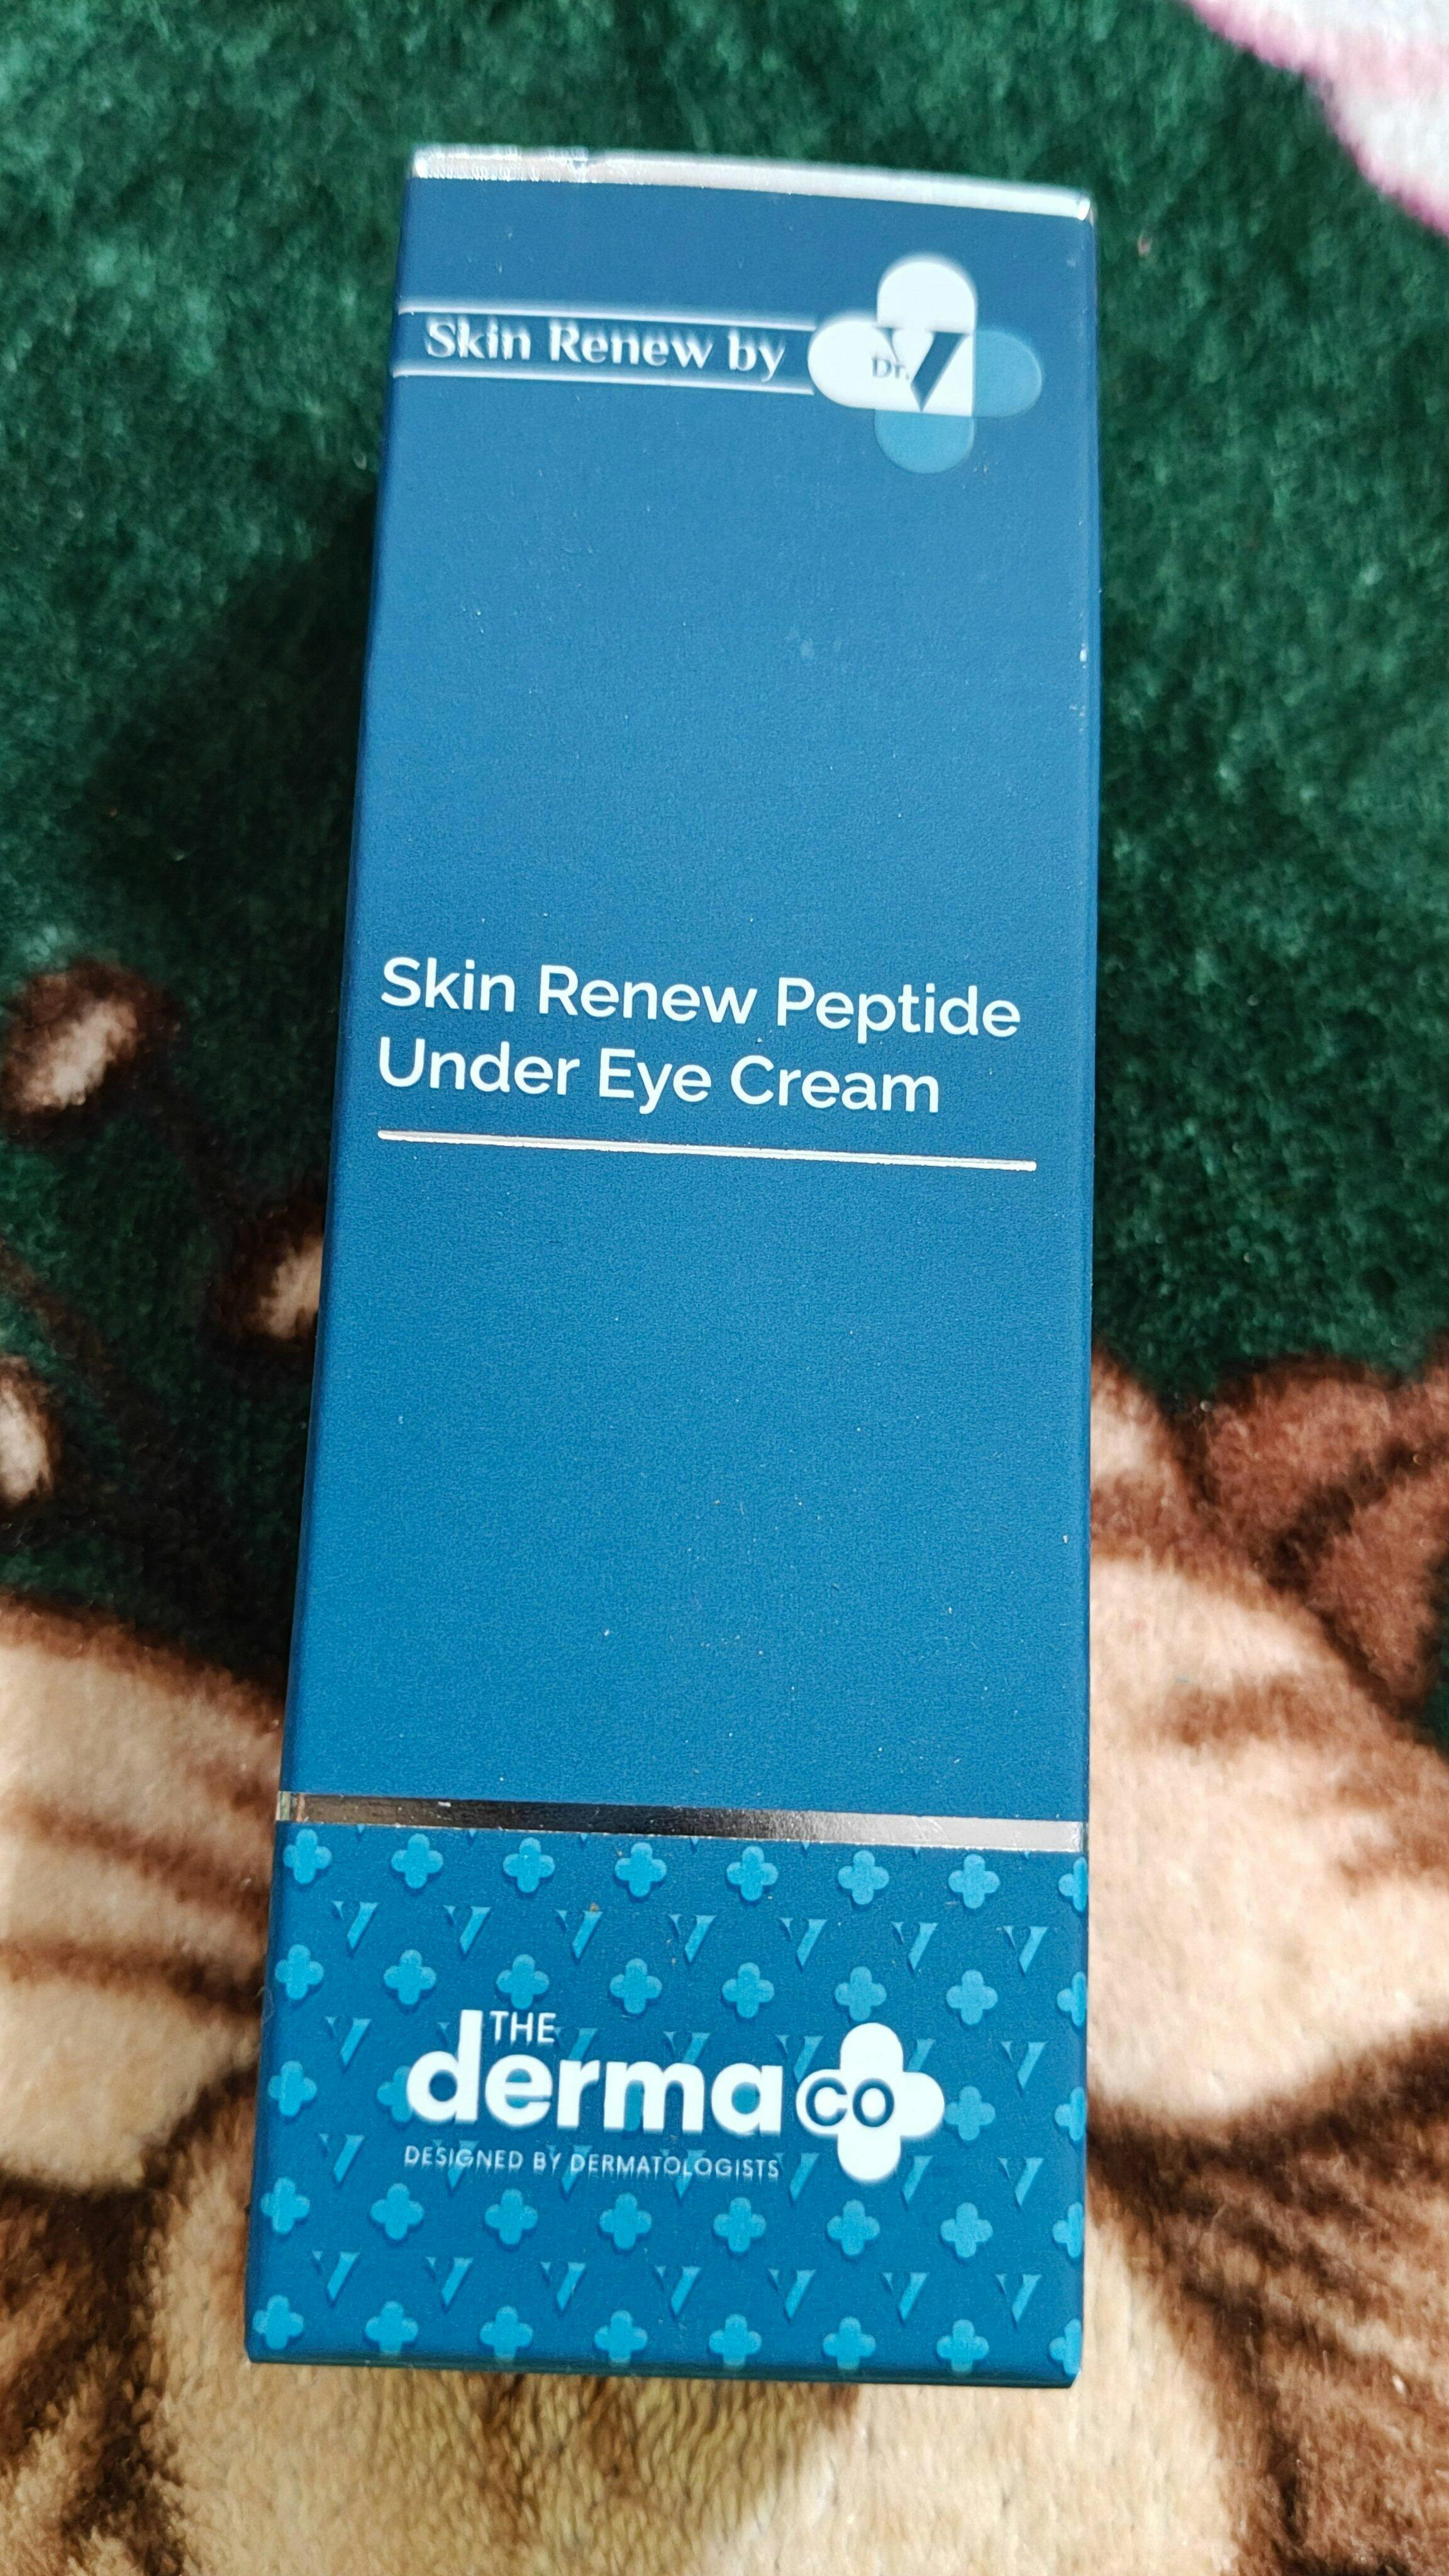 Skin Renew by Dr. V
Skin Renew Peptide
Under Eye Cream
THE
derma co
DESIGNED BY DERMATOLOGISTS